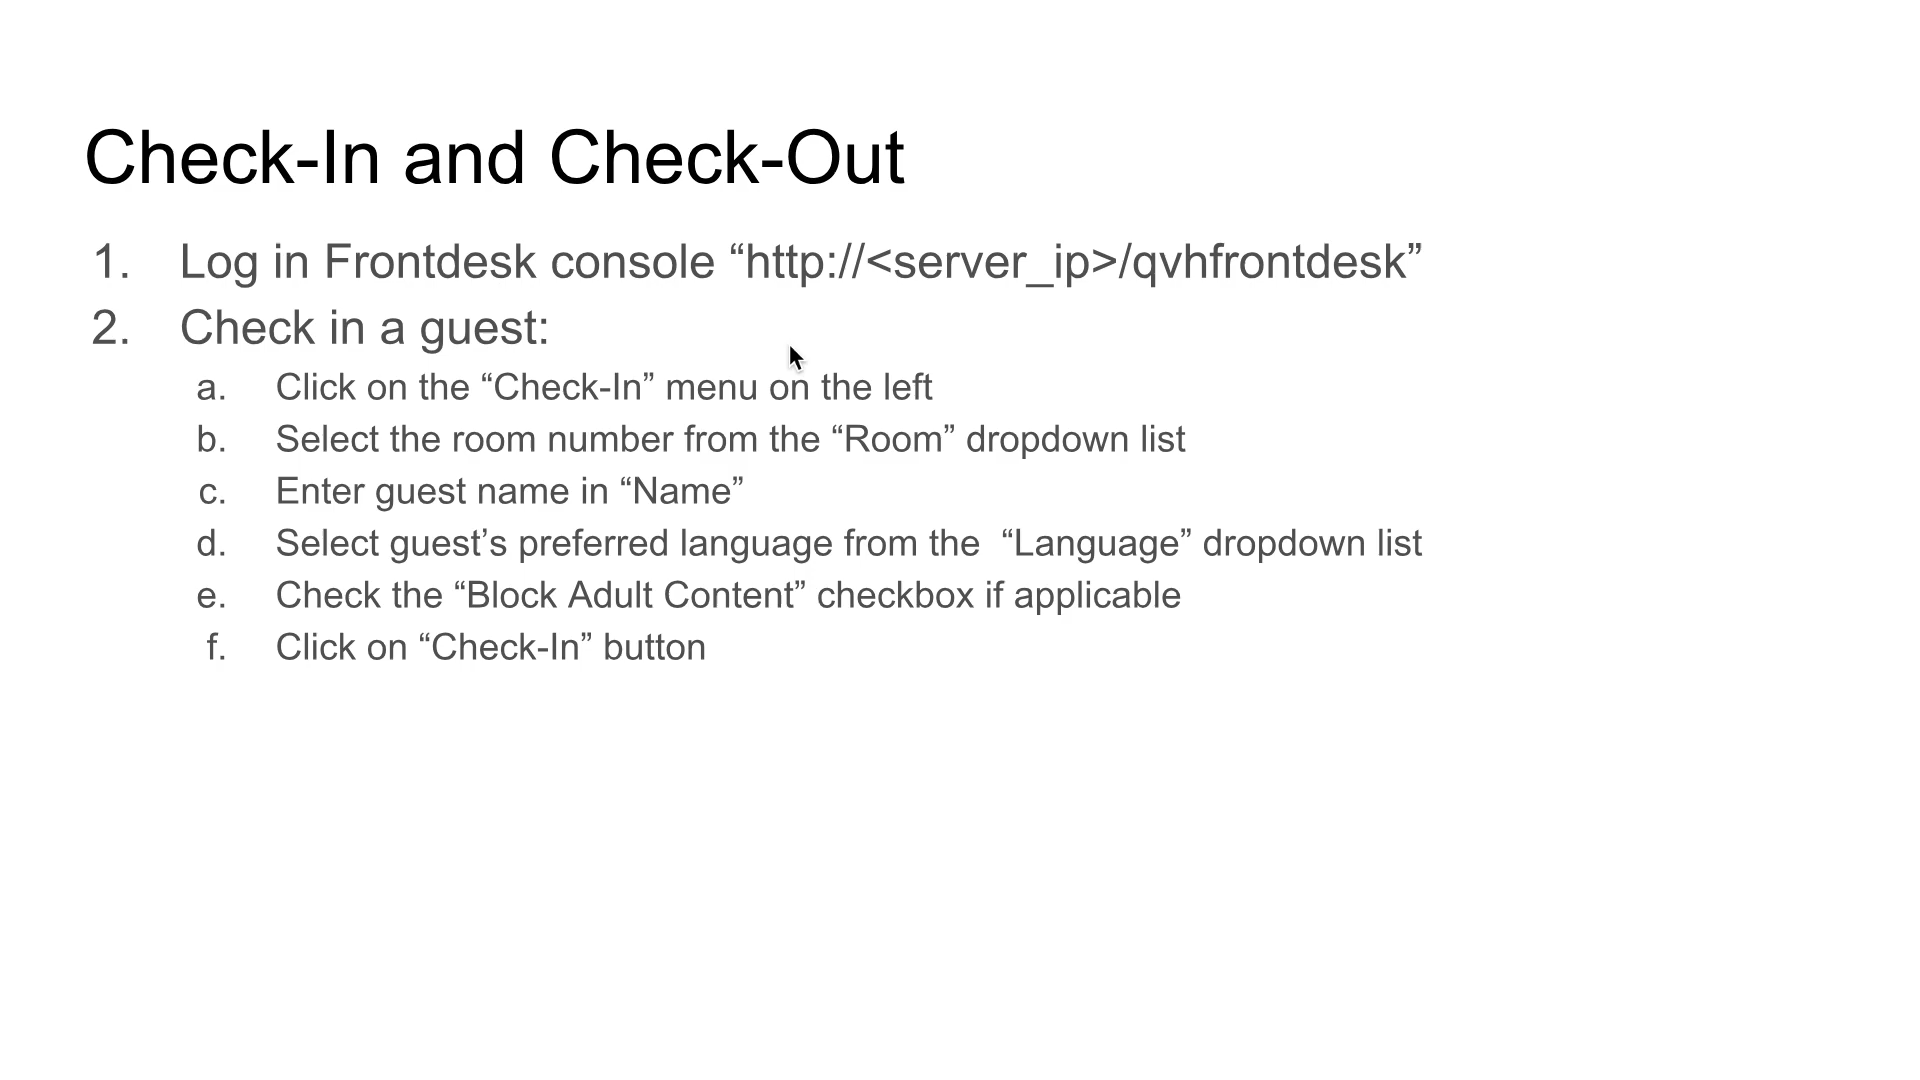 Check-In and Check-Out
1. Log in Frontdesk console “http://<server_ip>/qvhfrontdesk”
2. Check in a guest:
a. Click on the “Check-In” menu on the left
b. Select the room number from the “Room” dropdown list
c. Enter guest name in “Name”
d. Select guest’s preferred language from the  “Language” dropdown list
e. Check the “Block Adult Content” checkbox if applicable
f. Click on “Check-In” button